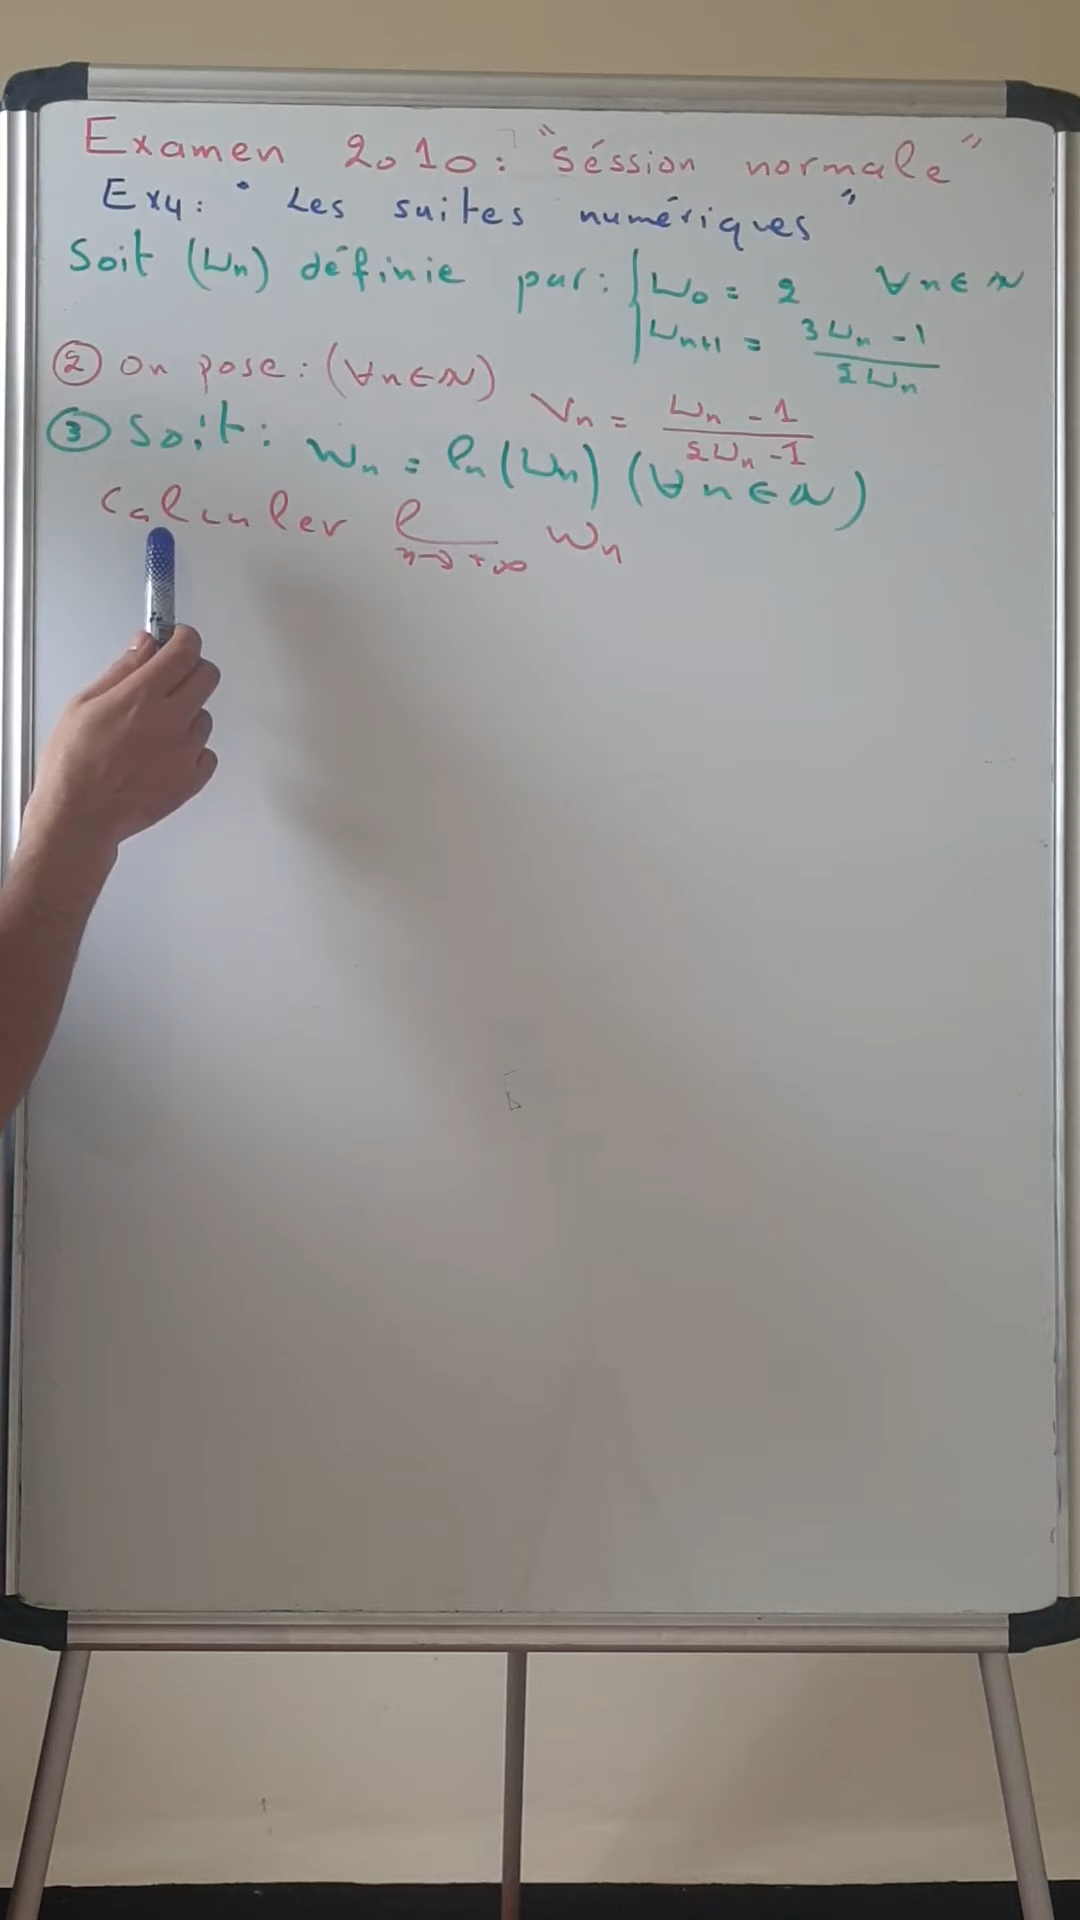 Examen 2010: "Séssion normale"
Ex4: "Les suites numériques"
Soit (Un) définie par: { U0 = 2 ∀n∈N
Un+1 = 3Un - 1 / 2Un
② On pose: (∀n∈N) Vn = Un - 1 / 2Un - 1
③ Soit: Wn = ln(Un) (∀n∈N)
Calculer l n→+∞ Wn